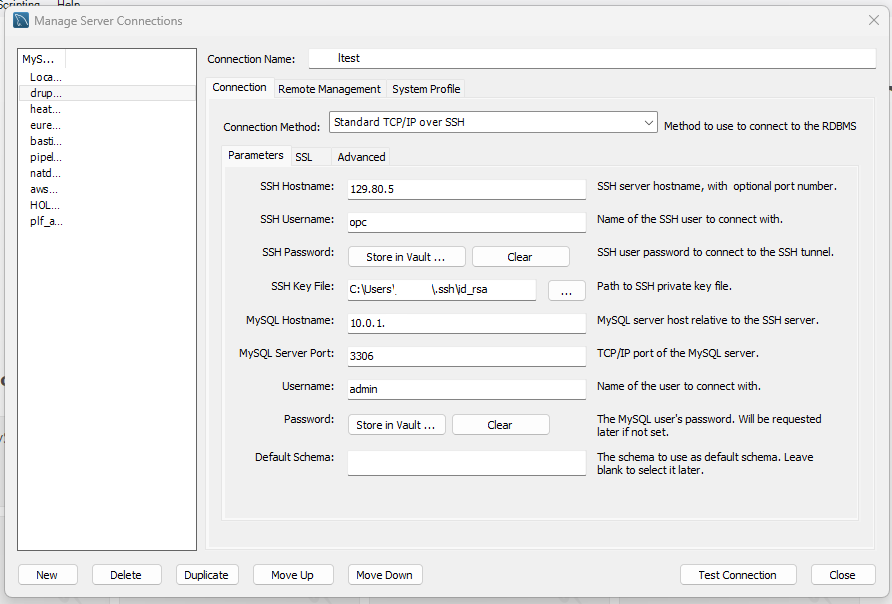 Scripting Help
Manage Server Connections
MyS...
Loca...
drup...
heat...
eure...
basti...
pipel...
natd...
aws...
HOL...
plf_a...
Connection Name: ltest
Connection Remote Management System Profile
Connection Method: Standard TCP/IP over SSH Method to use to connect to the RDBMS
Parameters SSL Advanced
SSH Hostname: 129.80.5 SSH server hostname, with optional port number.
SSH Username: opc Name of the SSH user to connect with.
SSH Password: Store in Vault ... Clear SSH user password to connect to the SSH tunnel.
SSH Key File: C:\Users\ \.ssh\id_rsa ... Path to SSH private key file.
MySQL Hostname: 10.0.1. MySQL server host relative to the SSH server.
MySQL Server Port: 3306 TCP/IP port of the MySQL server.
Username: admin Name of the user to connect with.
Password: Store in Vault ... Clear The MySQL user's password. Will be requested
later if not set.
Default Schema: The schema to use as default schema. Leave
blank to select it later.
New Delete Duplicate Move Up Move Down Test Connection Close